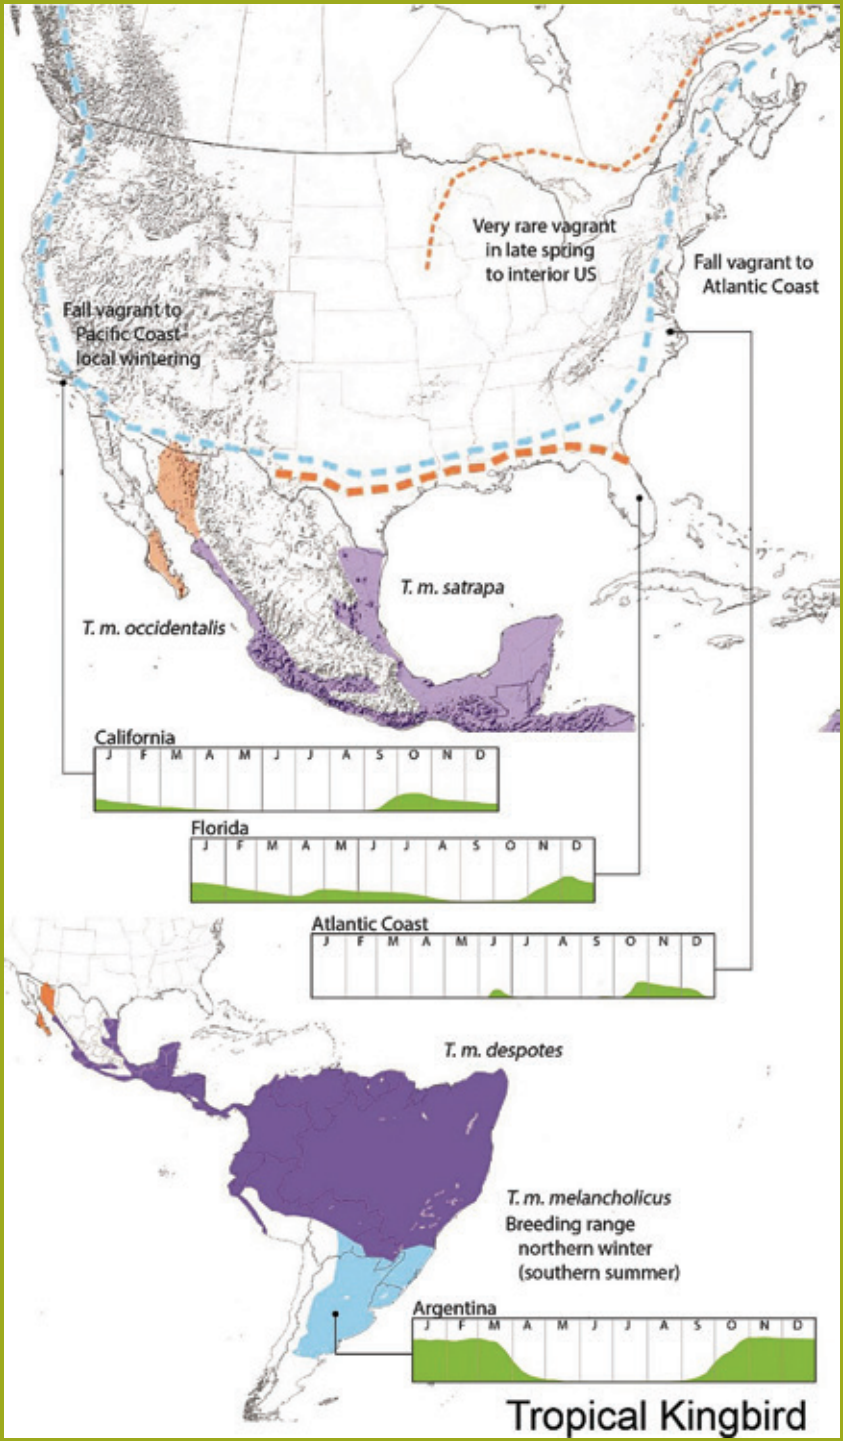 Very rare vagrant
in late spring
to interior US
Fall vagrant to
Atlantic Coast
Fall vagrant to
Pacific Coast-
local wintering
T. m. satrapa
T. m. occidentalis
California
J F M A M J J A S O N D
Florida
J F M A M J J A S O N D
Atlantic Coast
J F M A M J J A S O N D
T. m. despotes
T. m. melancholicus
Breeding range
northern winter
(southern summer)
Argentina
J F M A M J J A S O N D
Tropical Kingbird